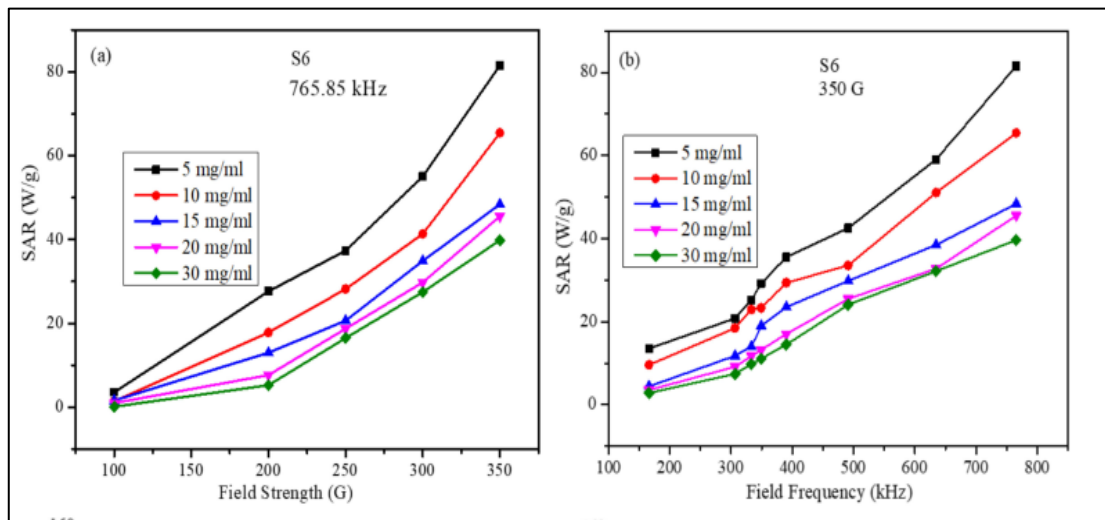 (a)
S6
765.85 kHz
5 mg/ml
10 mg/ml
15 mg/ml
20 mg/ml
30 mg/ml
SAR (W/g)
80
60
40
20
0
100
200
250
300
350
Field Strength (G)
(b)
S6
350 G
5 mg/ml
10 mg/ml
15 mg/ml
20 mg/ml
30 mg/ml
SAR (W/g)
80
60
40
20
0
100
200
300
400
500
600
700
800
Field Frequency (kHz)